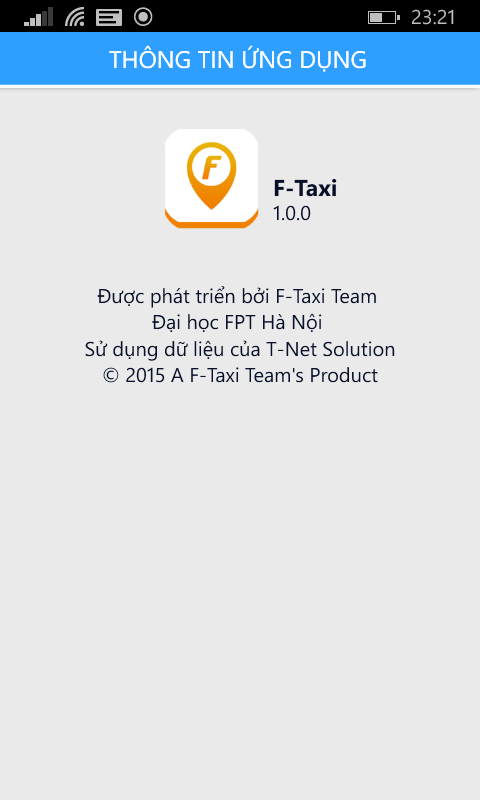 23:21
THÔNG TIN ỨNG DỤNG
F
F-Taxi
1.0.0
Được phát triển bởi F-Taxi Team
Đại học FPT Hà Nội
Sử dụng dữ liệu của T-Net Solution
© 2015 A F-Taxi Team's Product